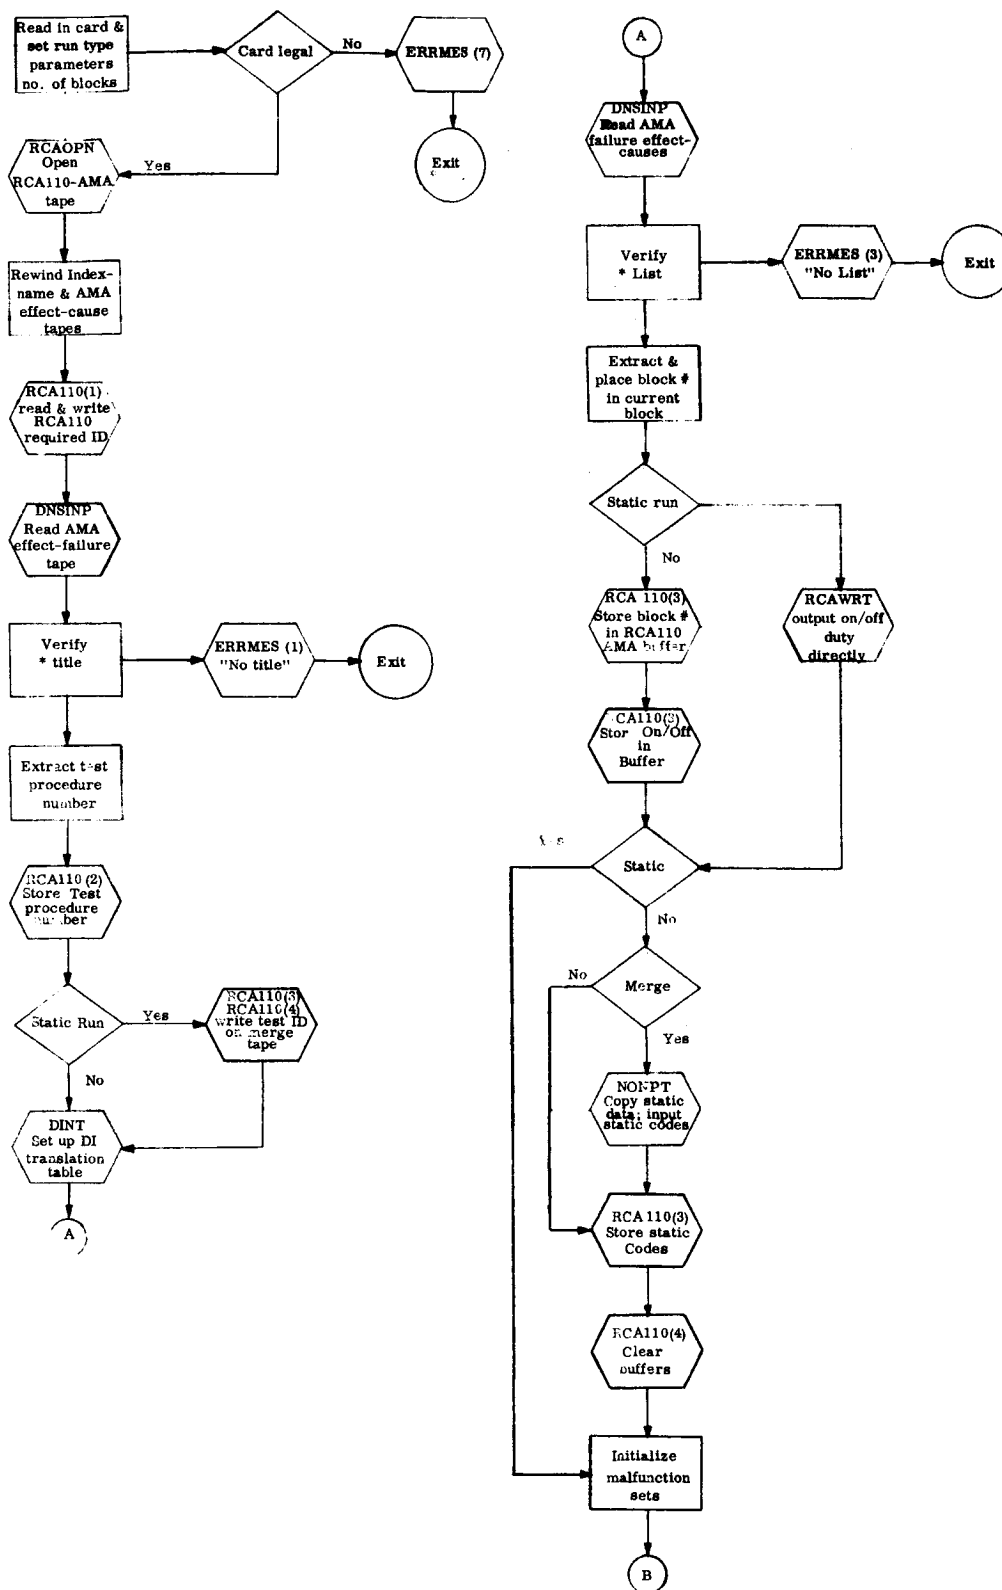 Read in card &
set run type
parameters
no. of blocks
Card legal
No
ERRMES (7)
Exit
Yes
RCAOPN
Open
RCA110-AMA
tape
Rewind Index-
name & AMA
effect-cause
tapes
RCA110(1)
read & write
RCA110
required ID
DNSINP
Read AMA
effect-failure
tape
Verify
* title
ERRMES (1)
"No title"
Exit
Extract test
procedure
number
RCA110 (2)
Store Test
procedure
number
Static Run
Yes
RCA110(3)
RCA110(4)
write test ID
on merge
tape
No
DINT
Set up DI
translation
table
A
A
DNSINP
Read AMA
failure effect-
causes
Verify
* List
ERRMES (3)
"No List"
Exit
Extract &
place block #
in current
block
Static run
No
RCA 110(3)
Store block #
in RCA110
AMA buffer
RCAWRT
output on/off
duty
directly
CA110(3)
Stor On/Off
in
Buffer
Yes
Static
No
No
Merge
Yes
NONPT
Copy static
data; input
static codes
RCA 110(3)
Store static
Codes
RCA110(4)
Clear
buffers
Initialize
malfunction
sets
B